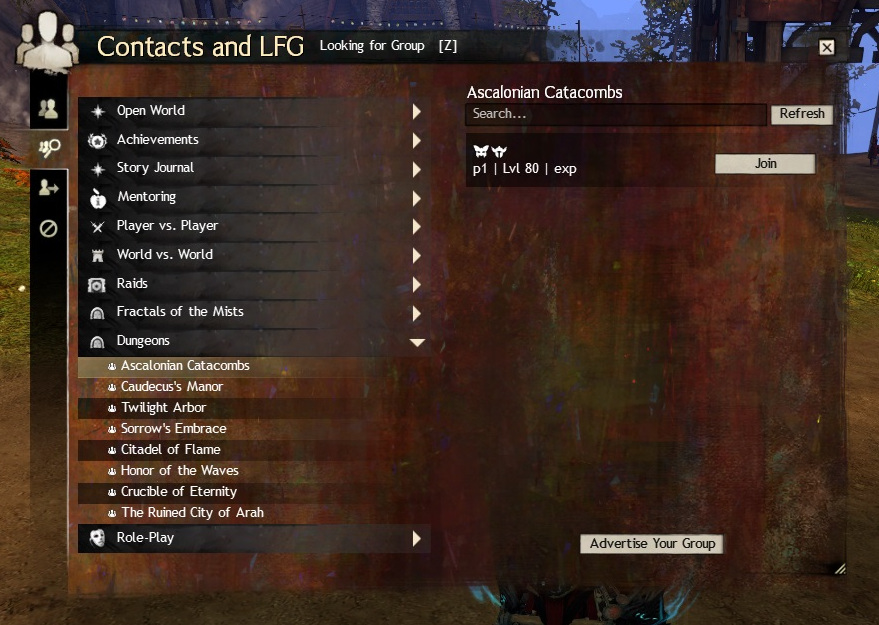 Contacts and LFG Looking for Group [Z]
Open World
Achievements
Story Journal
Mentoring
Player vs. Player
World vs. World
Raids
Fractals of the Mists
Dungeons
Ascalonian Catacombs
Caudecus's Manor
Twilight Arbor
Sorrow's Embrace
Citadel of Flame
Honor of the Waves
Crucible of Eternity
The Ruined City of Arah
Role-Play
Ascalonian Catacombs
Search... Refresh
p1 | Lvl 80 | exp Join
Advertise Your Group